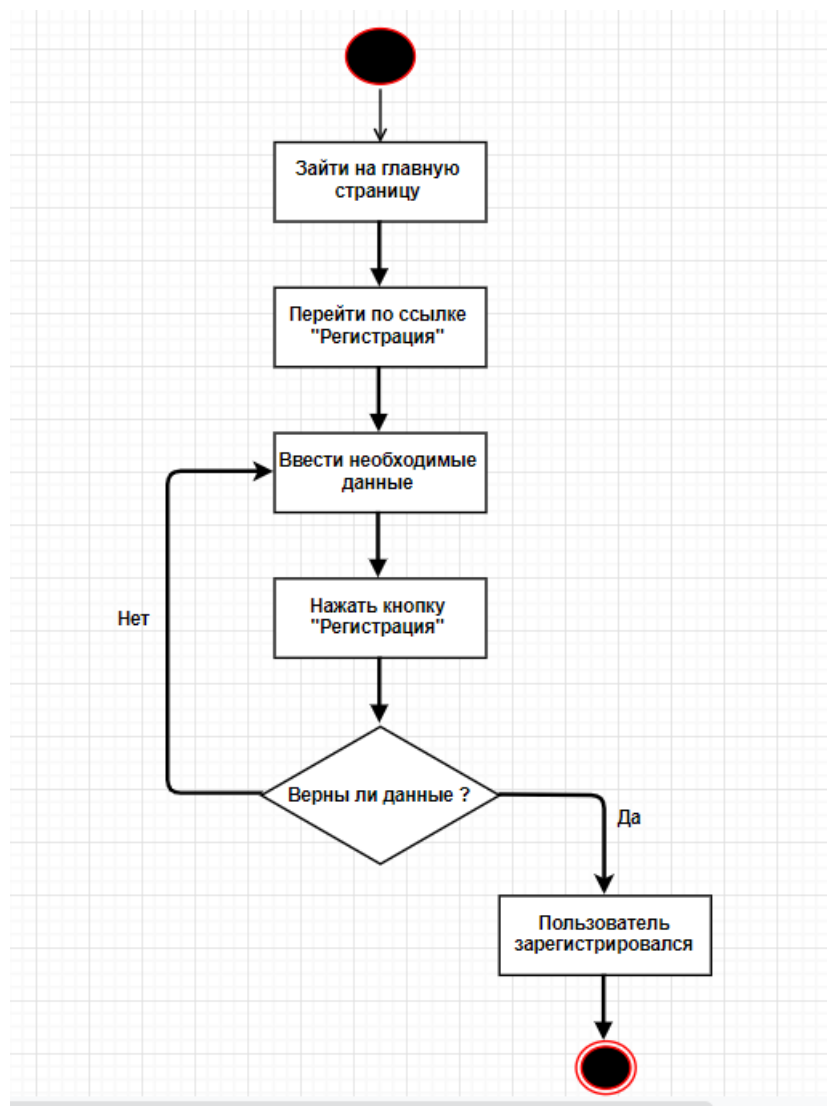 Зайти на главную
страницу
Перейти по ссылке
"Регистрация"
Ввести необходимые
данные
Нажать кнопку
"Регистрация"
Нет
Верны ли данные ?
Да
Пользователь
зарегистрировался